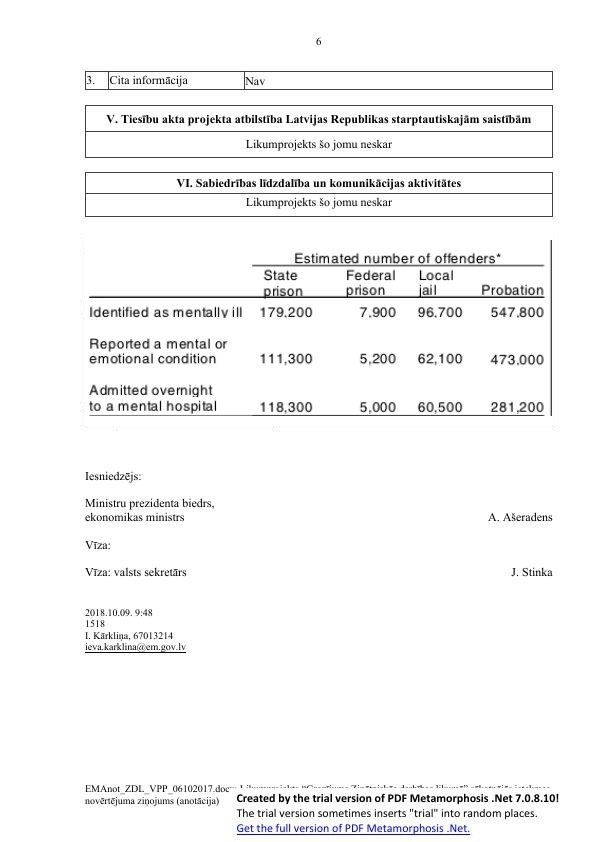 6
3. Cita informācija Nav
V. Tiesību akta projekta atbilstība Latvijas Republikas starptautiskajām saistībām
Likumprojekts šo jomu neskar
VI. Sabiedrības līdzdalība un komunikācijas aktivitātes
Likumprojekts šo jomu neskar
Estimated number of offenders*
State Federal Local
prison prison jail Probation
Identified as mentally ill 179,200 7,900 96,700 547,800
Reported a mental or
emotional condition 111,300 5,200 62,100 473,000
Admitted overnight
to a mental hospital 118,300 5,000 60,500 281,200
Iesniedzējs:
Ministru prezidenta biedrs,
ekonomikas ministrs A. Ašeradens
Vīza:
Vīza: valsts sekretārs J. Stinka
2018.10.09. 9:48
1518
I. Kārkliņa, 67013214
ieva.karklina@em.gov.lv
EMAnot_ZDL_VPP_06102017.doc
novērtējuma ziņojums (anotācija)
Created by the trial version of PDF Metamorphosis .Net 7.0.8.10!
The trial version sometimes inserts "trial" into random places.
Get the full version of PDF Metamorphosis .Net.